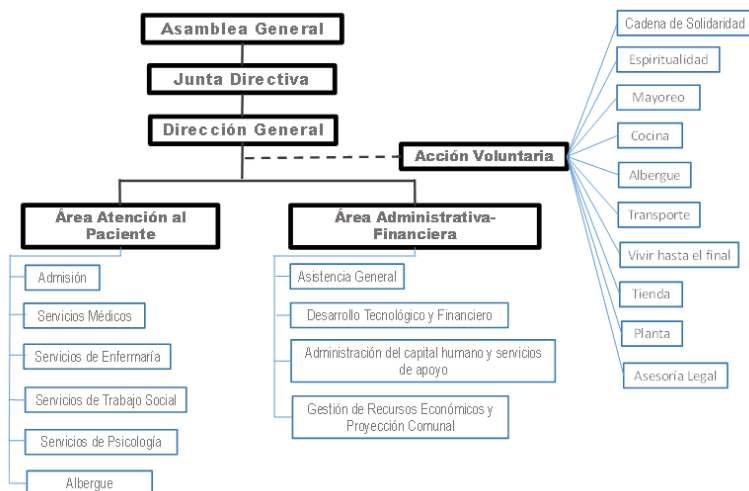 Asamblea General
Junta Directiva
Dirección General
Acción Voluntaria
Cadena de Solidaridad
Espiritualidad
Mayoreo
Cocina
Albergue
Transporte
Vivir hasta el final
Tienda
Planta
Asesoría Legal
Área Atención al
Paciente
Admisión
Servicios Médicos
Servicios de Enfermaría
Servicios de Trabajo Social
Servicios de Psicología
Albergue
Área Administrativa-
Financiera
Asistencia General
Desarrollo Tecnológico y Financiero
Administración del capital humano y servicios
de apoyo
Gestión de Recursos Económicos y
Proyección Comunal